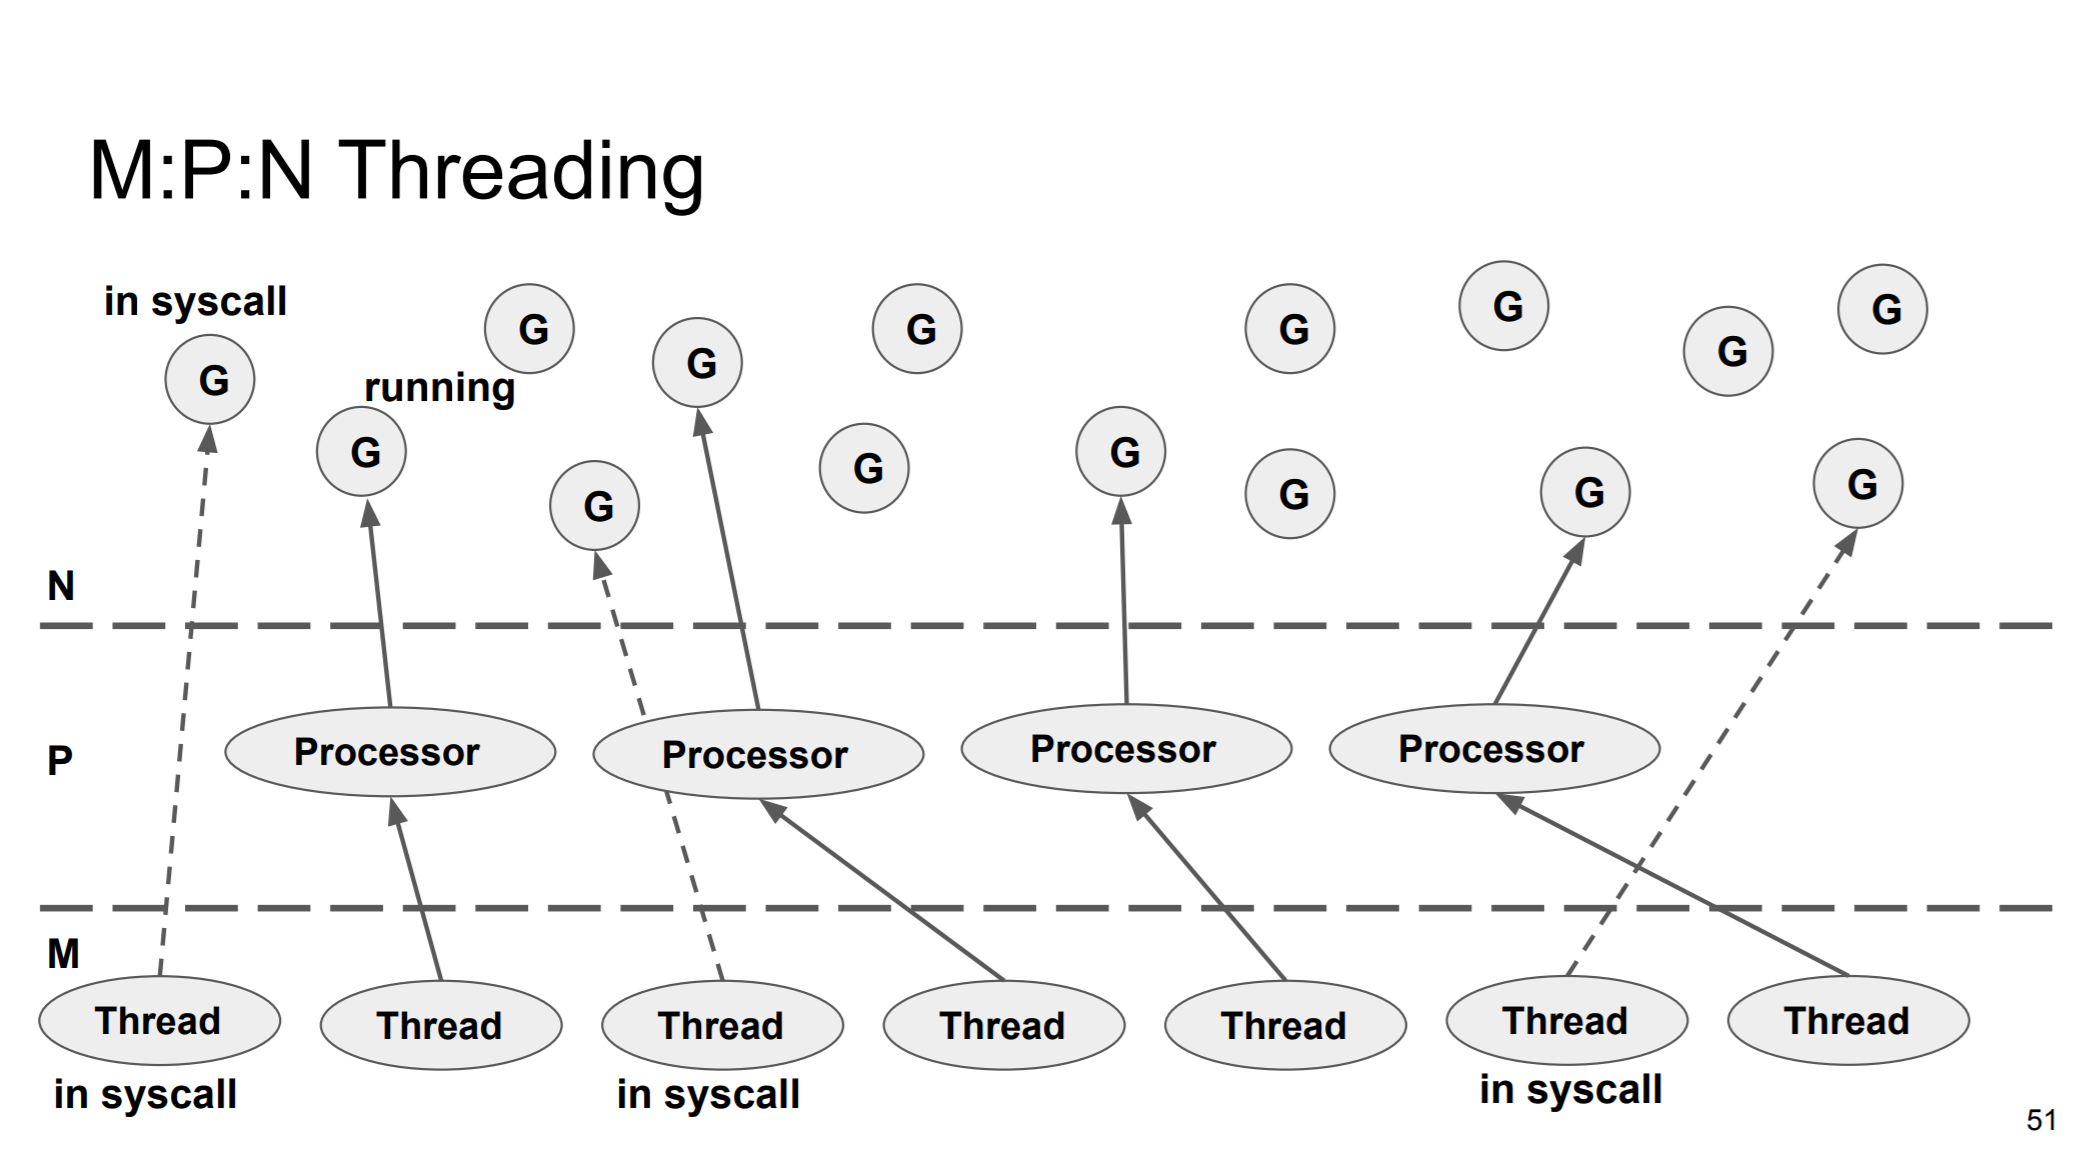 M:P:N Threading
in syscall
G
G
G
G
G
G
G
G
running
G
G
G
G
G
G
G
G
N
P
Processor
Processor
Processor
Processor
M
Thread
Thread
Thread
Thread
Thread
Thread
Thread
in syscall
in syscall
in syscall
51